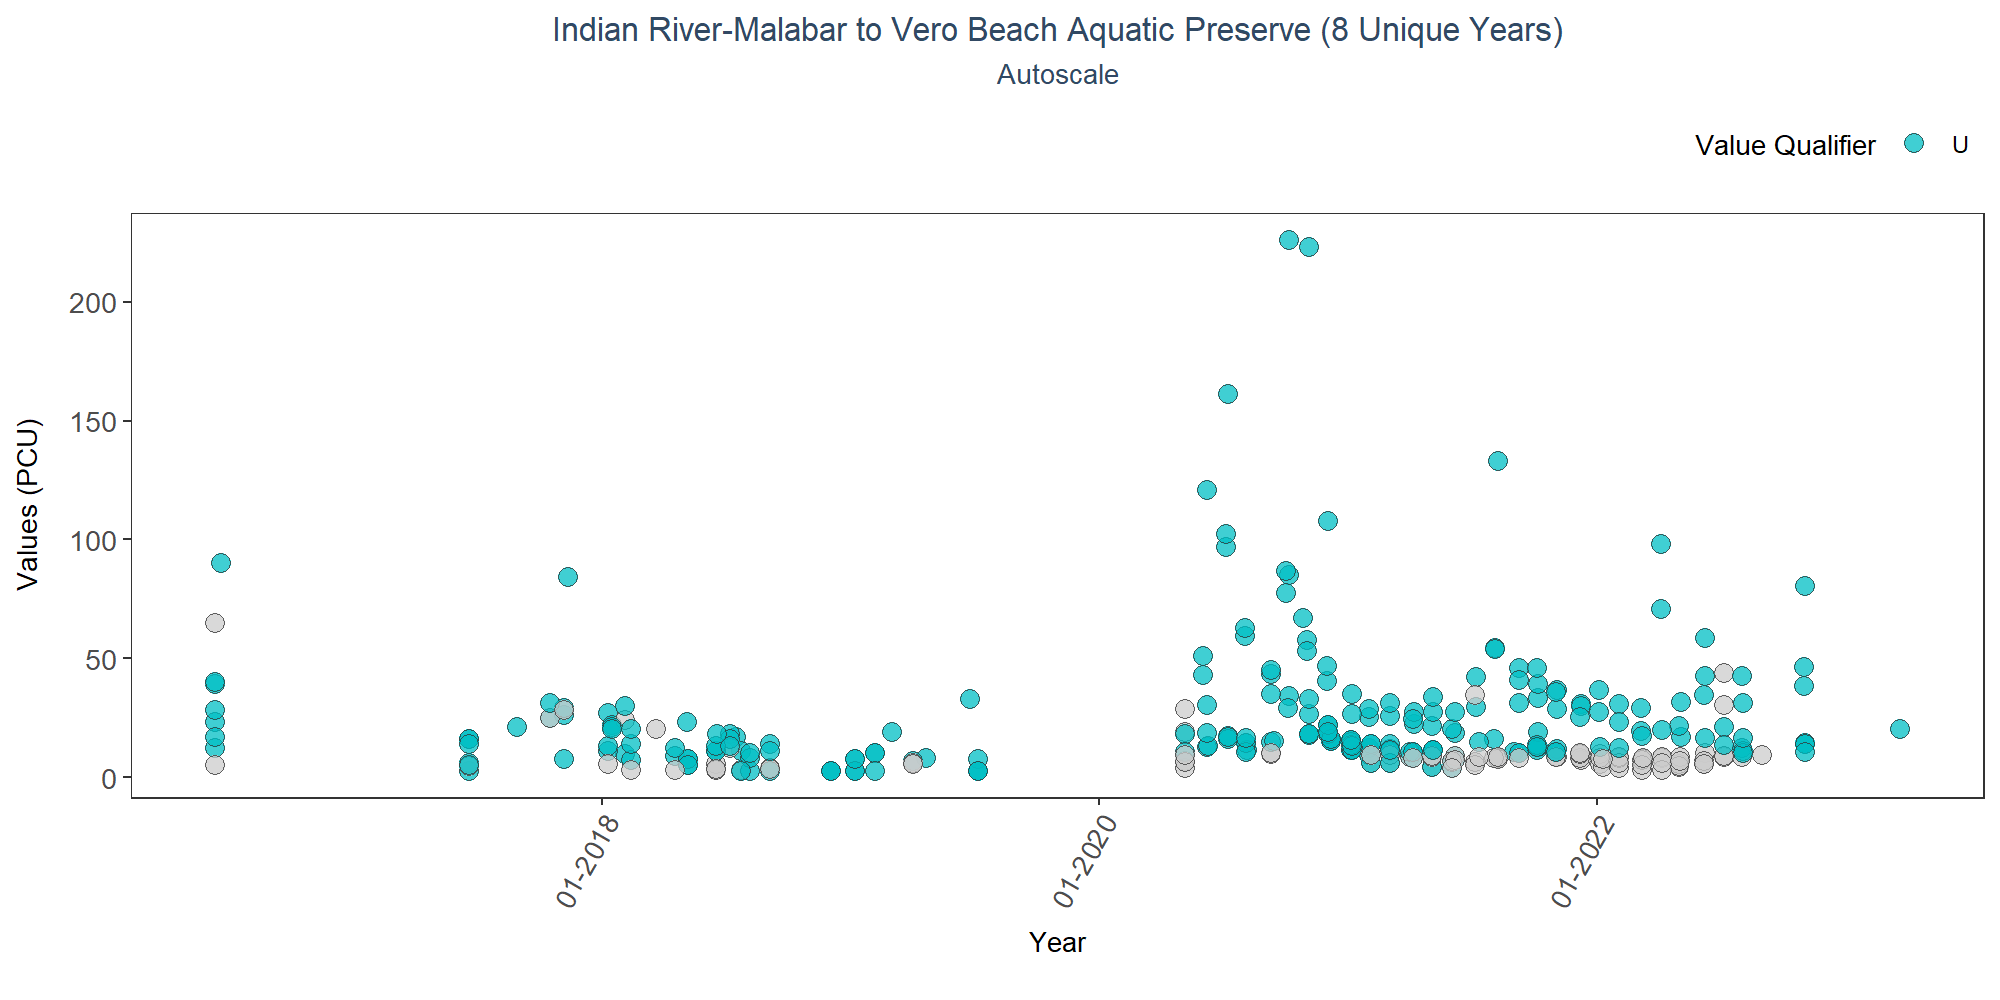 Indian River-Malabar to Vero Beach Aquatic Preserve (8 Unique Years)
Autoscale
Value Qualifier U
Values (PCU)
200
150
100
50
0
01-2018 01-2020 01-2022
Year